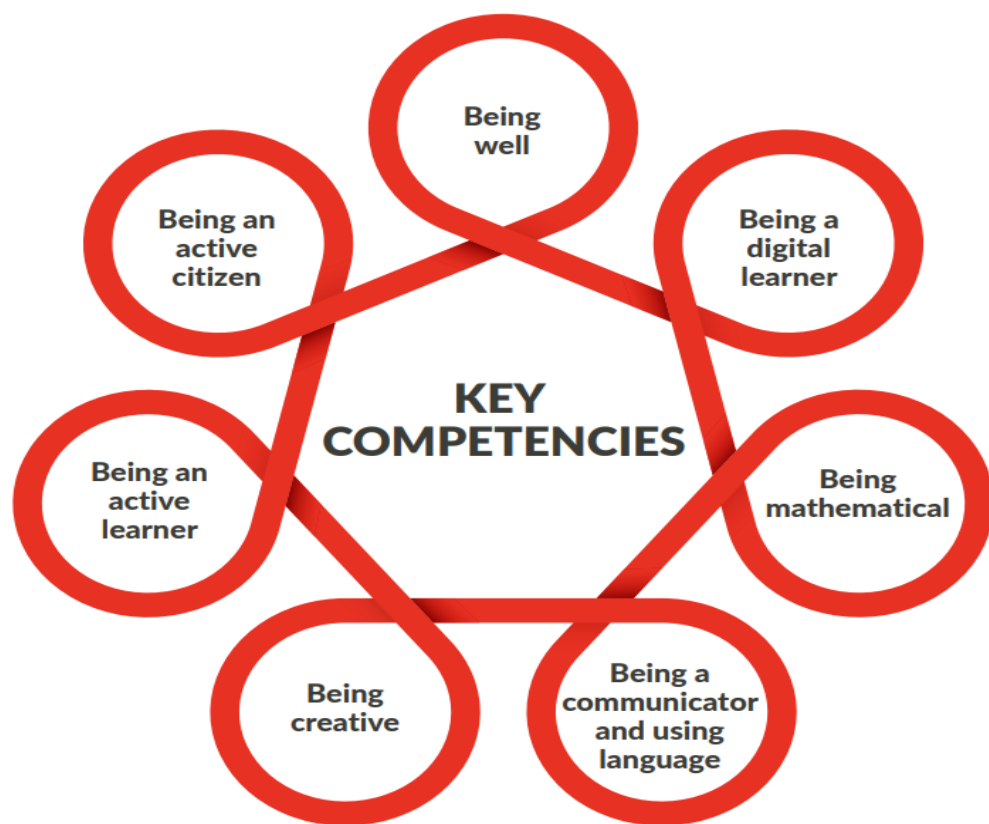 Being
well
Being a
digital
learner
Being
mathematical
Being a
communicator
and using
language
Being
creative
Being an
active
learner
Being an
active
citizen
KEY
COMPETENCIES